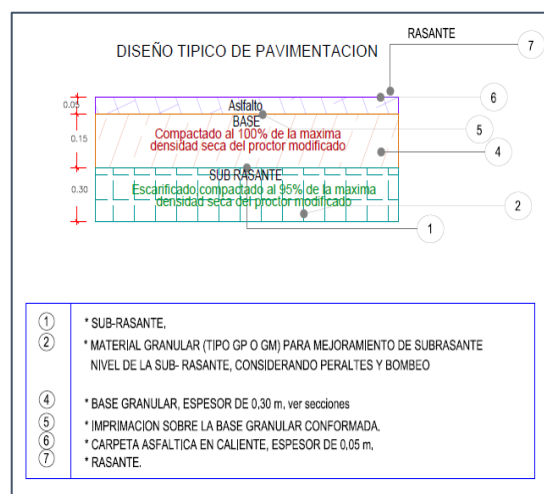 RASANTE
7
DISEÑO TIPICO DE PAVIMENTACION
6
0.05
Aslfalto
BASE
5
Compactado al 100% de la maxima
densidad seca del proctor modificado
4
0.15
SUB RASANTE
Escarificado compactado al 95% de la maxima
densidad seca del proctor modificado
0.30
2
1
1 * SUB-RASANTE,
2 * MATERIAL GRANULAR (TIPO GP O GM) PARA MEJORAMIENTO DE SUBRASANTE
NIVEL DE LA SUB- RASANTE, CONSIDERANDO PERALTES Y BOMBEO
4 * BASE GRANULAR, ESPESOR DE 0,30 m, ver secciones
5 * IMPRIMACION SOBRE LA BASE GRANULAR CONFORMADA,
6 * CARPETA ASFALTICA EN CALIENTE, ESPESOR DE 0,05 m,
7 * RASANTE.